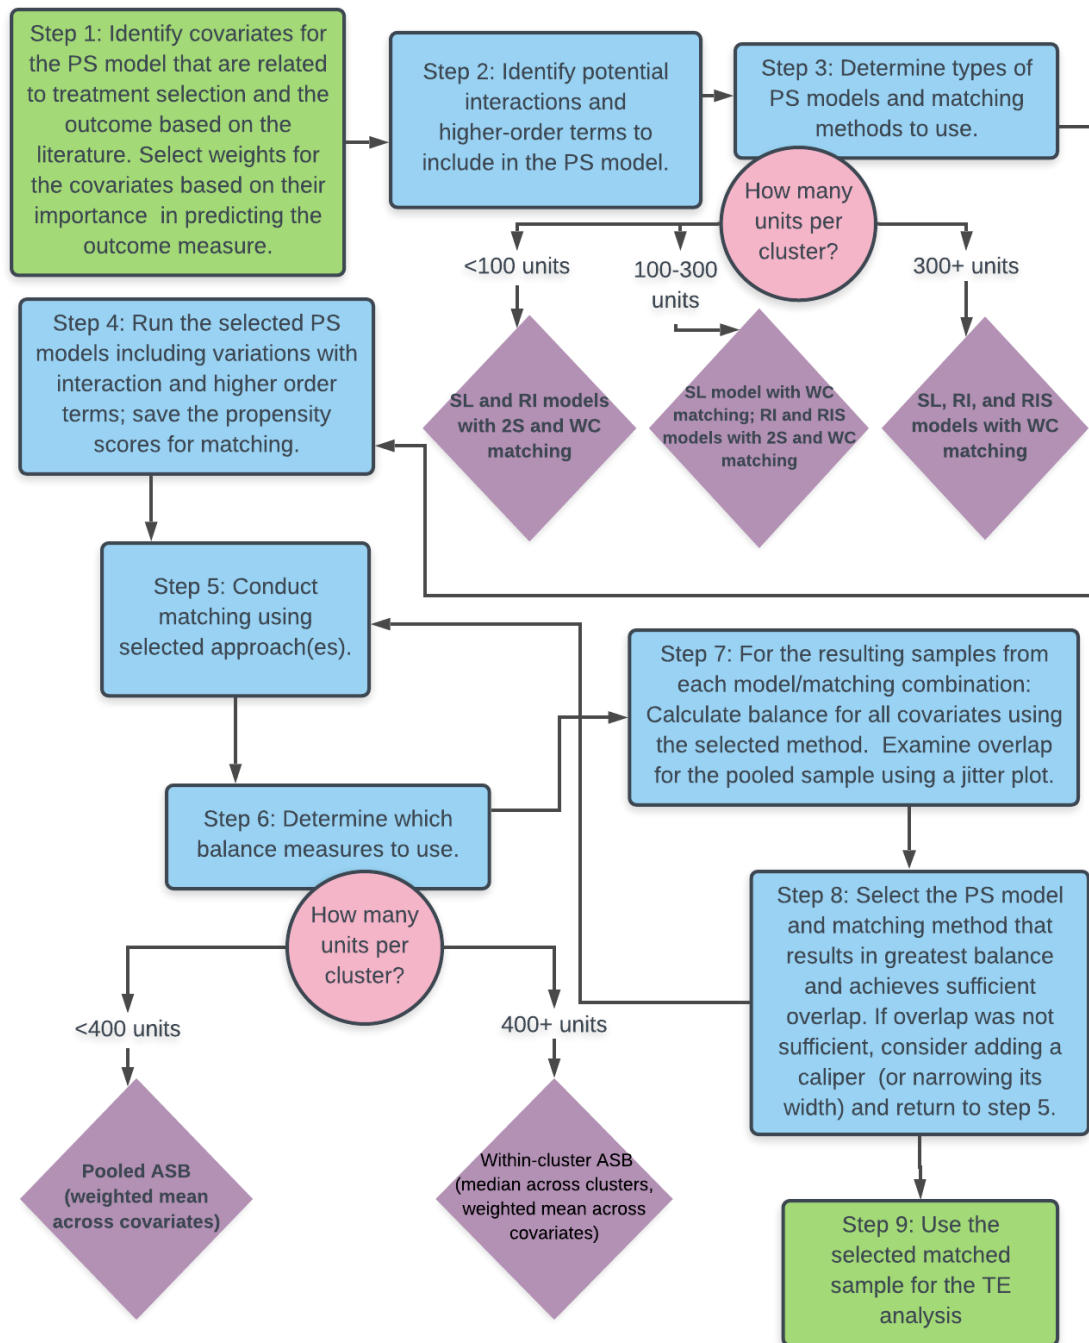 Step 1: Identify covariates for
the PS model that are related
to treatment selection and the
outcome based on the
literature. Select weights for
the covariates based on their
importance in predicting the
outcome measure.
Step 2: Identify potential
interactions and
higher-order terms to
include in the PS model.
Step 3: Determine types of
PS models and matching
methods to use.
How many
units per
cluster?
<100 units
100-300
units
300+ units
SL and RI models
with 2S and WC
matching
SL model with WC
matching; RI and RIS
models with 2S and WC
matching
SL, RI, and RIS
models with WC
matching
Step 4: Run the selected PS
models including variations with
interaction and higher order
terms; save the propensity
scores for matching.
Step 5: Conduct
matching using
selected approach(es).
Step 6: Determine which
balance measures to use.
How many
units per
cluster?
<400 units
400+ units
Pooled ASB
(weighted mean
across covariates)
Within-cluster ASB
(median across clusters,
weighted mean across
covariates)
Step 7: For the resulting samples from
each model/matching combination:
Calculate balance for all covariates using
the selected method. Examine overlap
for the pooled sample using a jitter plot.
Step 8: Select the PS model
and matching method that
results in greatest balance
and achieves sufficient
overlap. If overlap was not
sufficient, consider adding a
caliper (or narrowing its
width) and return to step 5.
Step 9: Use the
selected matched
sample for the TE
analysis